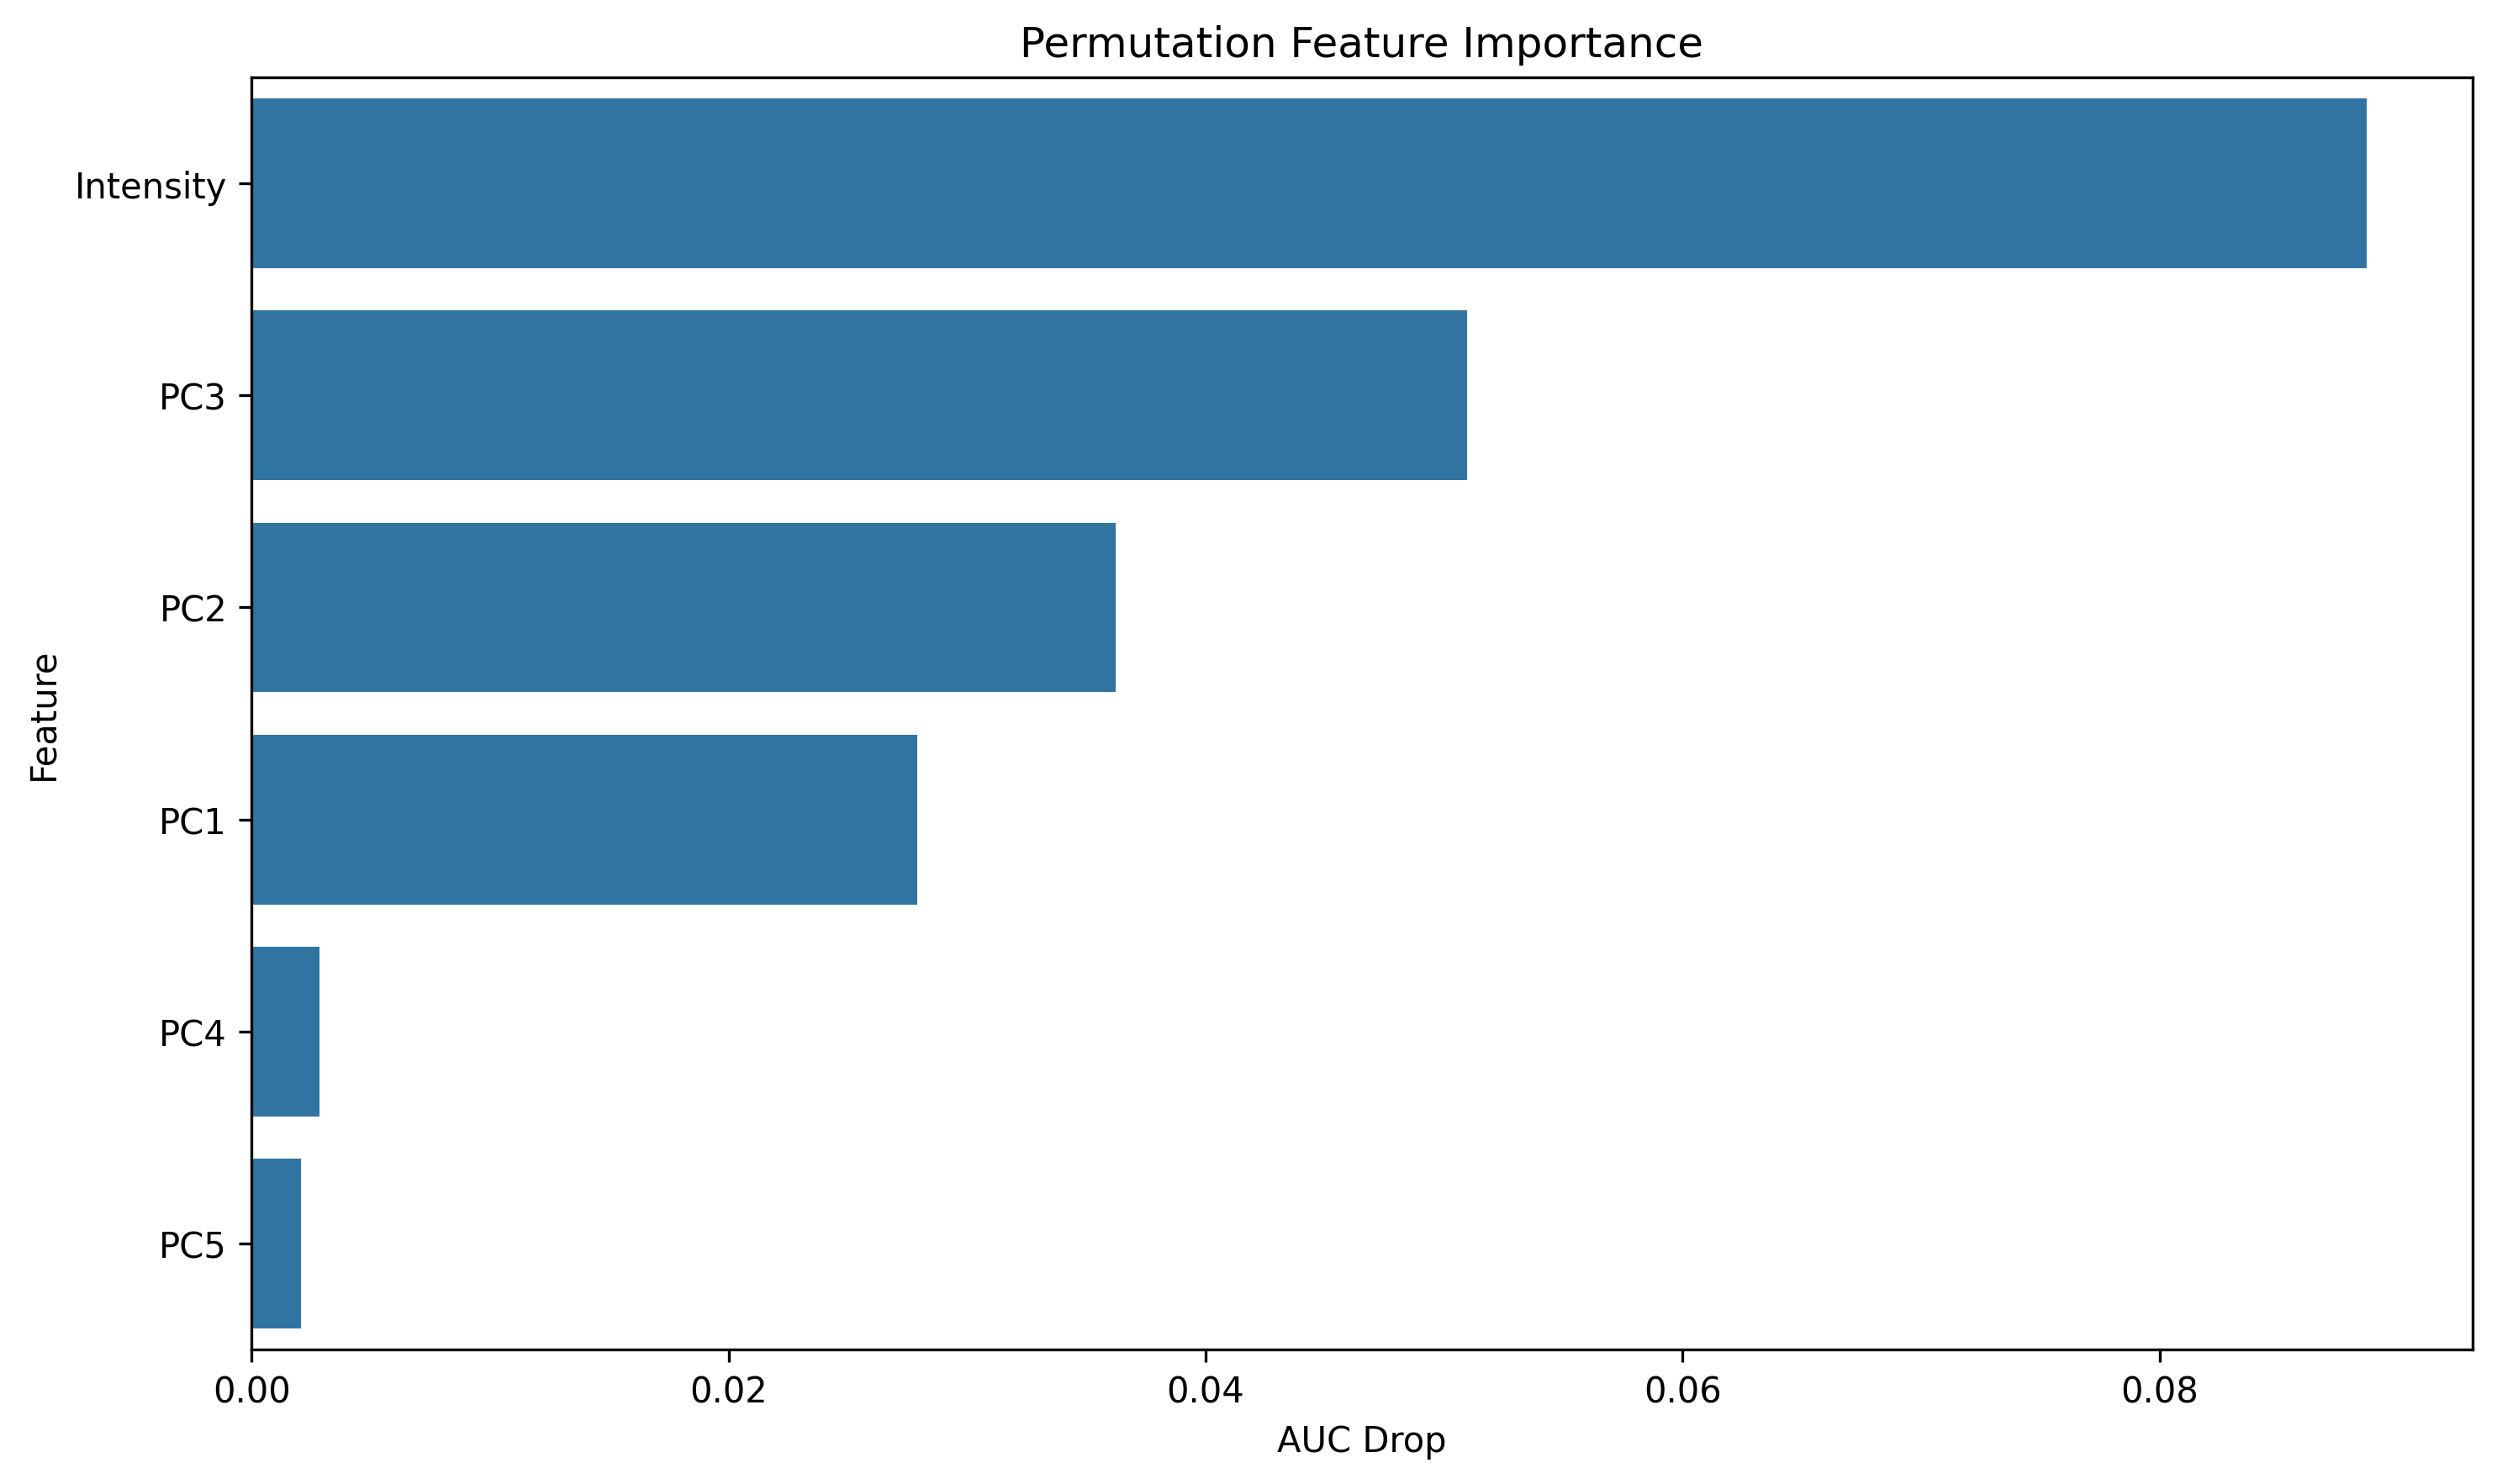 Permutation Feature Importance
Intensity
PC3
PC2
PC1
PC4
PC5
Feature
0.00 0.02 0.04 0.06 0.08
AUC Drop